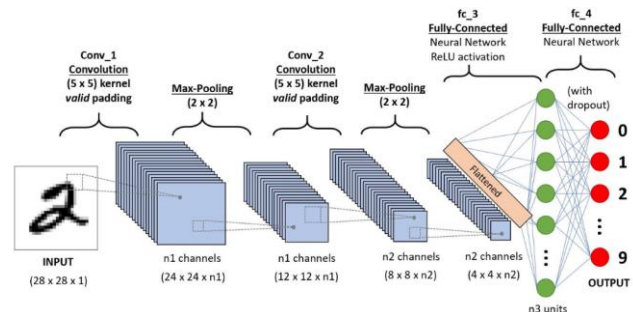 Conv_1
Convolution
(5 x 5) kernel
valid padding
Max-Pooling
(2 x 2)
Conv_2
Convolution
(5 x 5) kernel
valid padding
Max-Pooling
(2 x 2)
fc_3
Fully-Connected
Neural Network
ReLU activation
fc_4
Fully-Connected
Neural Network
(with
dropout)
2
Flattened
0
1
2
9
INPUT
(28 x 28 x 1)
n1 channels
(24 x 24 x n1)
n1 channels
(12 x 12 x n1)
n2 channels
(8 x 8 x n2)
n2 channels
(4 x 4 x n2)
n3 units
OUTPUT